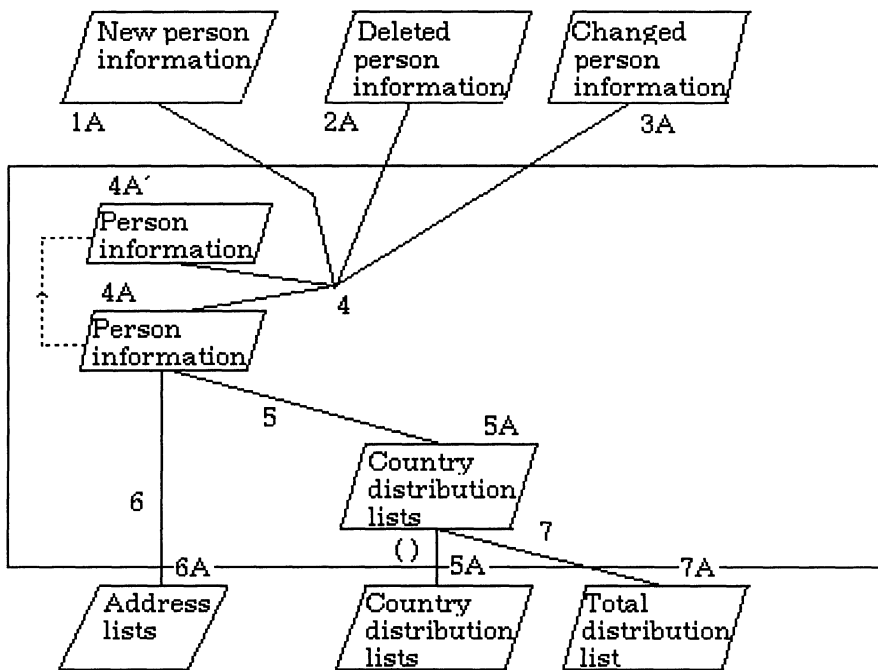 New person
information
Deleted
person
information
Changed
person
information
1A
2A
3A
4A´
Person
information
4A
4
Person
information
5
5A
Country
distribution
lists
6
( )
7
6A
5A
7A
Address
lists
Country
distribution
lists
Total
distribution
list